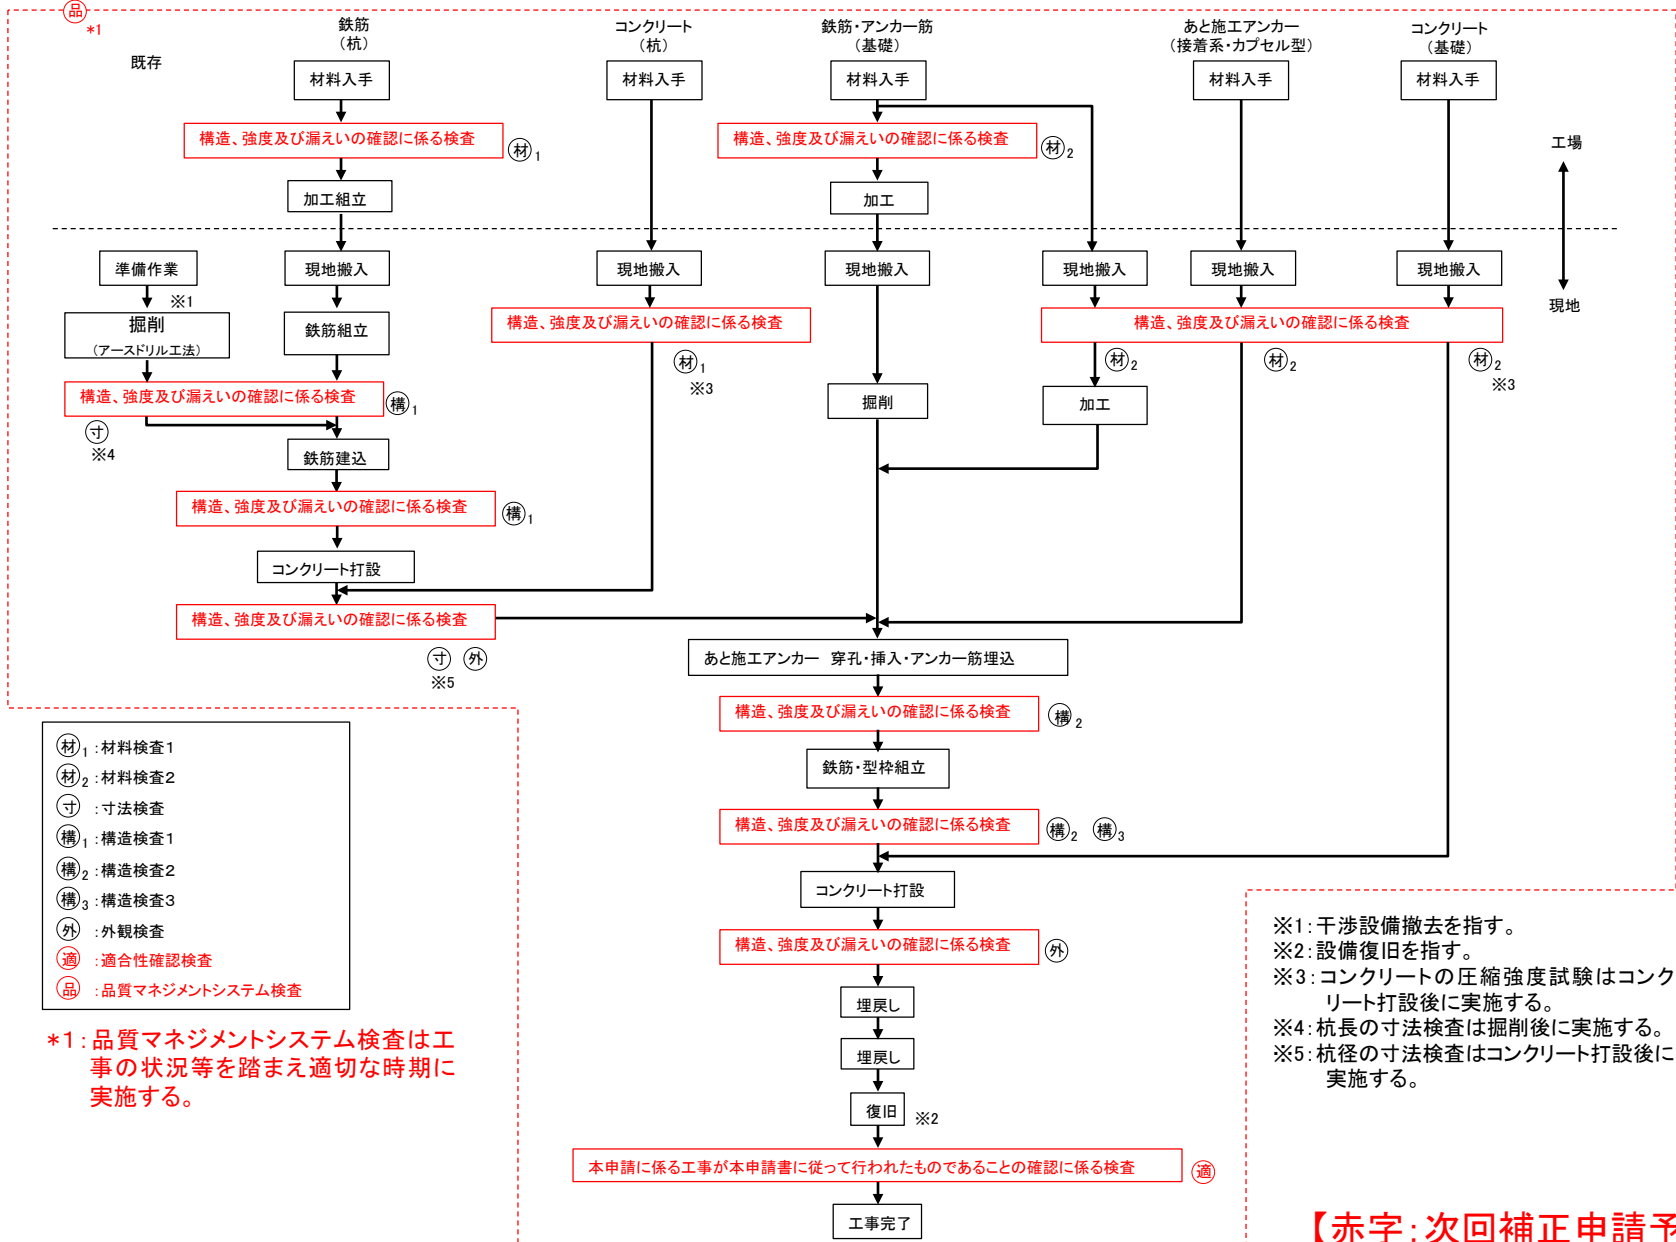 品
*1
既存
鉄筋
(杭)
コンクリート
(杭)
鉄筋・アンカー筋
(基礎)
あと施工アンカー
(接着系・カプセル型)
コンクリート
(基礎)
材料入手
材料入手
材料入手
材料入手
材料入手
構造、強度及び漏えいの確認に係る検査
材1
構造、強度及び漏えいの確認に係る検査
材2
工場
加工組立
加工
準備作業
現地搬入
現地搬入
現地搬入
現地搬入
現地搬入
現地搬入
現地
※1
掘削
(アースドリル工法)
鉄筋組立
構造、強度及び漏えいの確認に係る検査
構造、強度及び漏えいの確認に係る検査
材1
※3
材2
材2
材2
※3
構造、強度及び漏えいの確認に係る検査
構1
掘削
加工
寸
※4
鉄筋建込
構造、強度及び漏えいの確認に係る検査
構1
コンクリート打設
構造、強度及び漏えいの確認に係る検査
寸 外
※5
あと施工アンカー 穿孔・挿入・アンカー筋埋込
構造、強度及び漏えいの確認に係る検査
構2
鉄筋・型枠組立
構造、強度及び漏えいの確認に係る検査
構2 構3
コンクリート打設
構造、強度及び漏えいの確認に係る検査
外
埋戻し
埋戻し
復旧
※2
本申請に係る工事が本申請書に従って行われたものであることの確認に係る検査
適
工事完了
材1:材料検査1
材2:材料検査2
寸:寸法検査
構1:構造検査1
構2:構造検査2
構3:構造検査3
外:外観検査
適:適合性確認検査
品:品質マネジメントシステム検査
*1:品質マネジメントシステム検査は工
事の状況等を踏まえ適切な時期に
実施する。
※1:干渉設備撤去を指す。
※2:設備復旧を指す。
※3:コンクリートの圧縮強度試験はコンク
リート打設後に実施する。
※4:杭長の寸法検査は掘削後に実施する。
※5:杭径の寸法検査はコンクリート打設後に
実施する。
【赤字:次回補正申請予